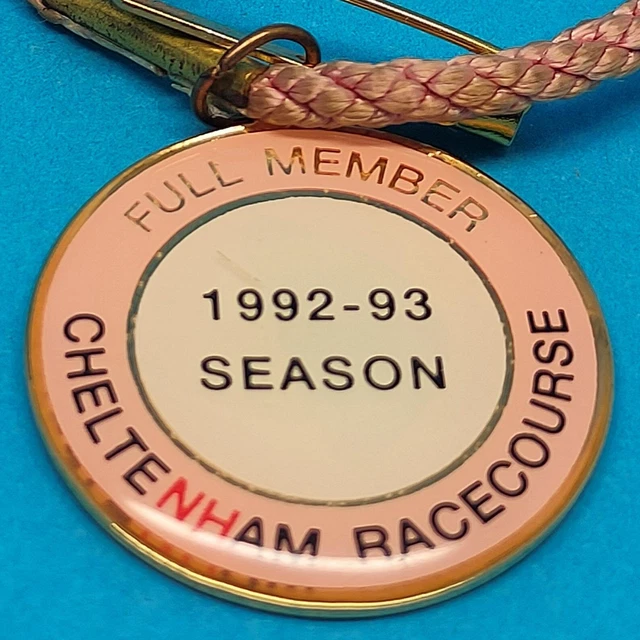 FULL MEMBER
1992-93
SEASON
CHELTENHAM RACECOURSE